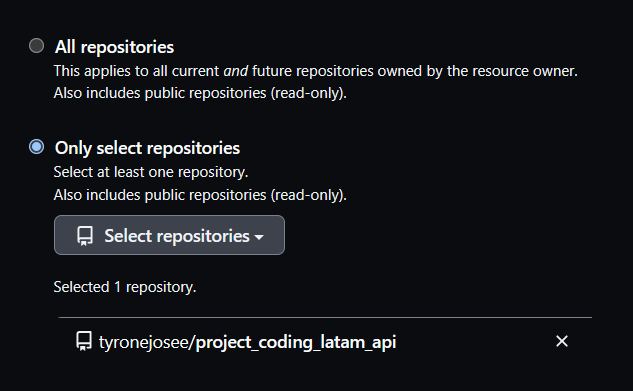 All repositories
This applies to all current and future repositories owned by the resource owner.
Also includes public repositories (read-only).
Only select repositories
Select at least one repository.
Also includes public repositories (read-only).
Select repositories
Selected 1 repository.
tyronejosee/project_coding_latam_api